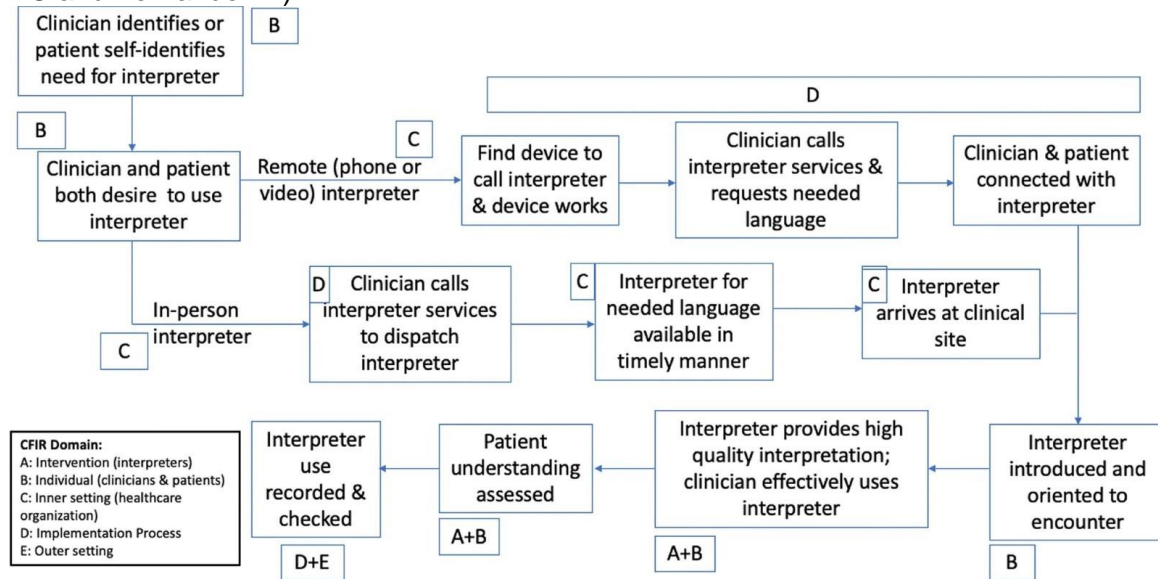 Clinician identifies or
patient self-identifies
need for interpreter
B
D
B
Clinician and patient
both desire to use
interpreter
C
Remote (phone or
video) interpreter
Find device to
call interpreter
& device works
Clinician calls
interpreter services &
requests needed
language
Clinician & patient
connected with
interpreter
In-person
interpreter
C
D
Clinician calls
interpreter services
to dispatch
interpreter
C
Interpreter for
needed language
available in
timely manner
C
Interpreter
arrives at clinical
site
Interpreter
introduced and
oriented to
encounter
B
Interpreter provides high
quality interpretation;
clinician effectively uses
interpreter
A+B
Patient
understanding
assessed
A+B
Interpreter
use
recorded &
checked
D+E
CFIR Domain:
A: Intervention (interpreters)
B: Individual (clinicians & patients)
C: Inner setting (healthcare
organization)
D: Implementation Process
E: Outer setting